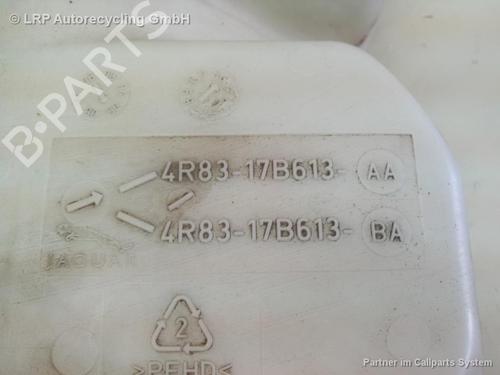 © LRP Autorecycling GmbH
B-PARTS
4R83-17B613- AA
4R83-17B613- BA
JAGUAR
2
>PEHD<
Partner im Callparts System